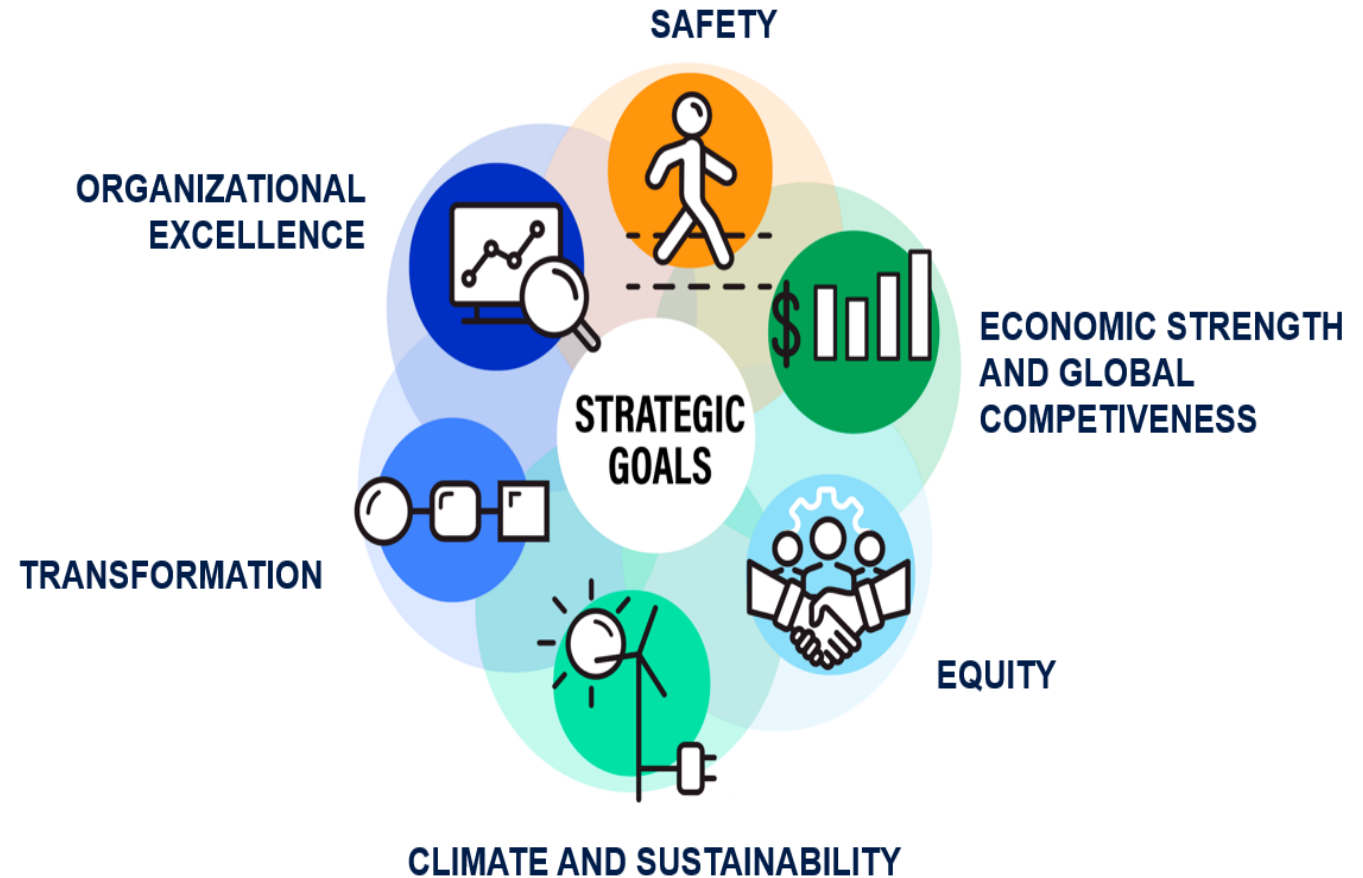 SAFETY
ORGANIZATIONAL
EXCELLENCE
$
ECONOMIC STRENGTH
AND GLOBAL
COMPETIVENESS
STRATEGIC
GOALS
TRANSFORMATION
EQUITY
CLIMATE AND SUSTAINABILITY